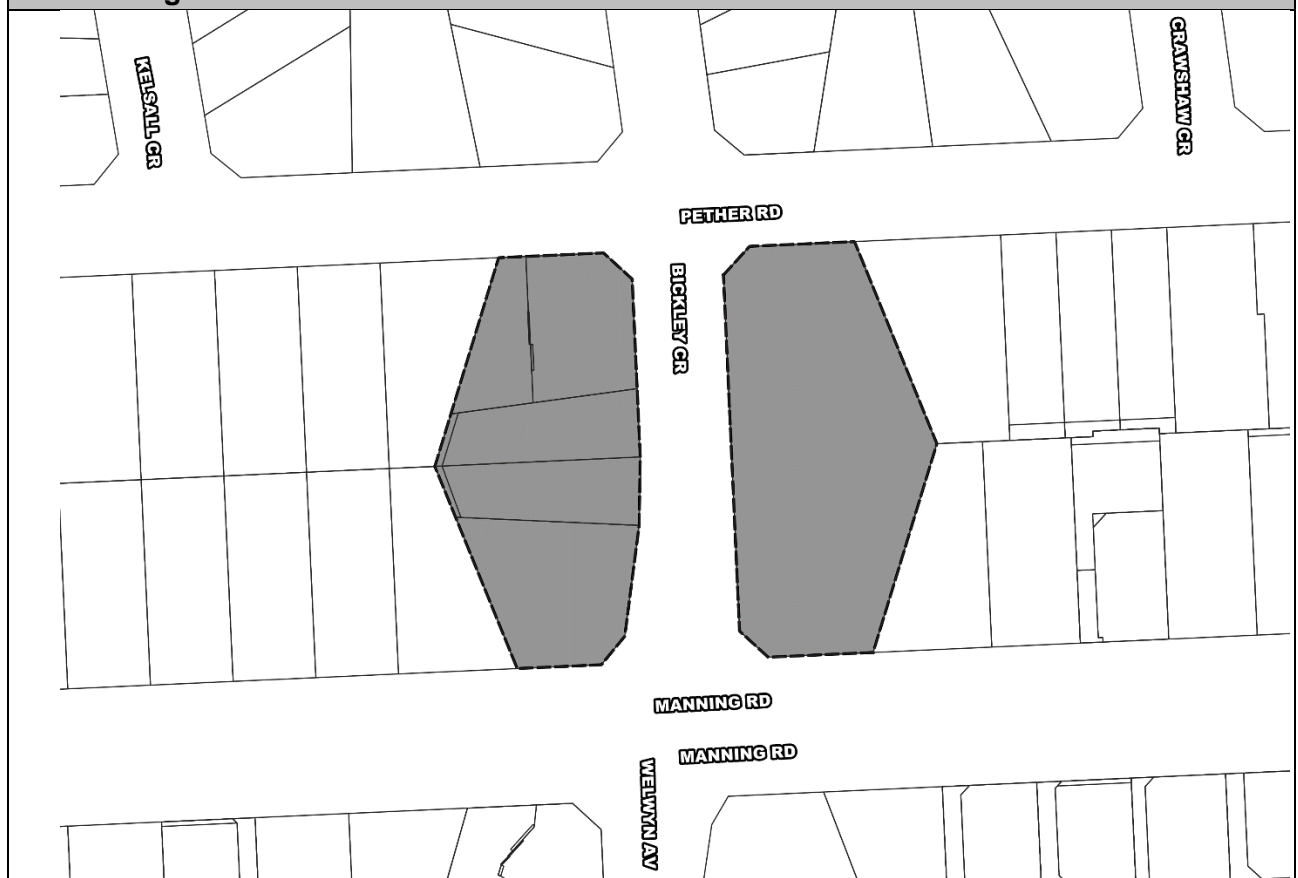 KELSALL CR
CRAWSHAW CR
PETHER RD
BICKLEY CR
MANNING RD
MANNING RD
WELWYN AV